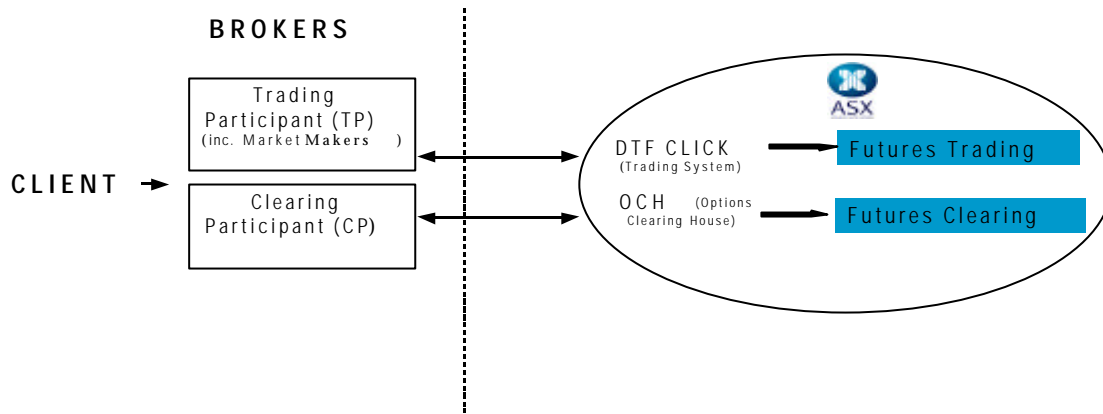 BROKERS
Trading
Participant (TP)
(inc. Market Makers )
CLIENT
Clearing
Participant (CP)
ASX
DTF CLICK
(Trading System)
Futures Trading
OCH (Options
Clearing House)
Futures Clearing